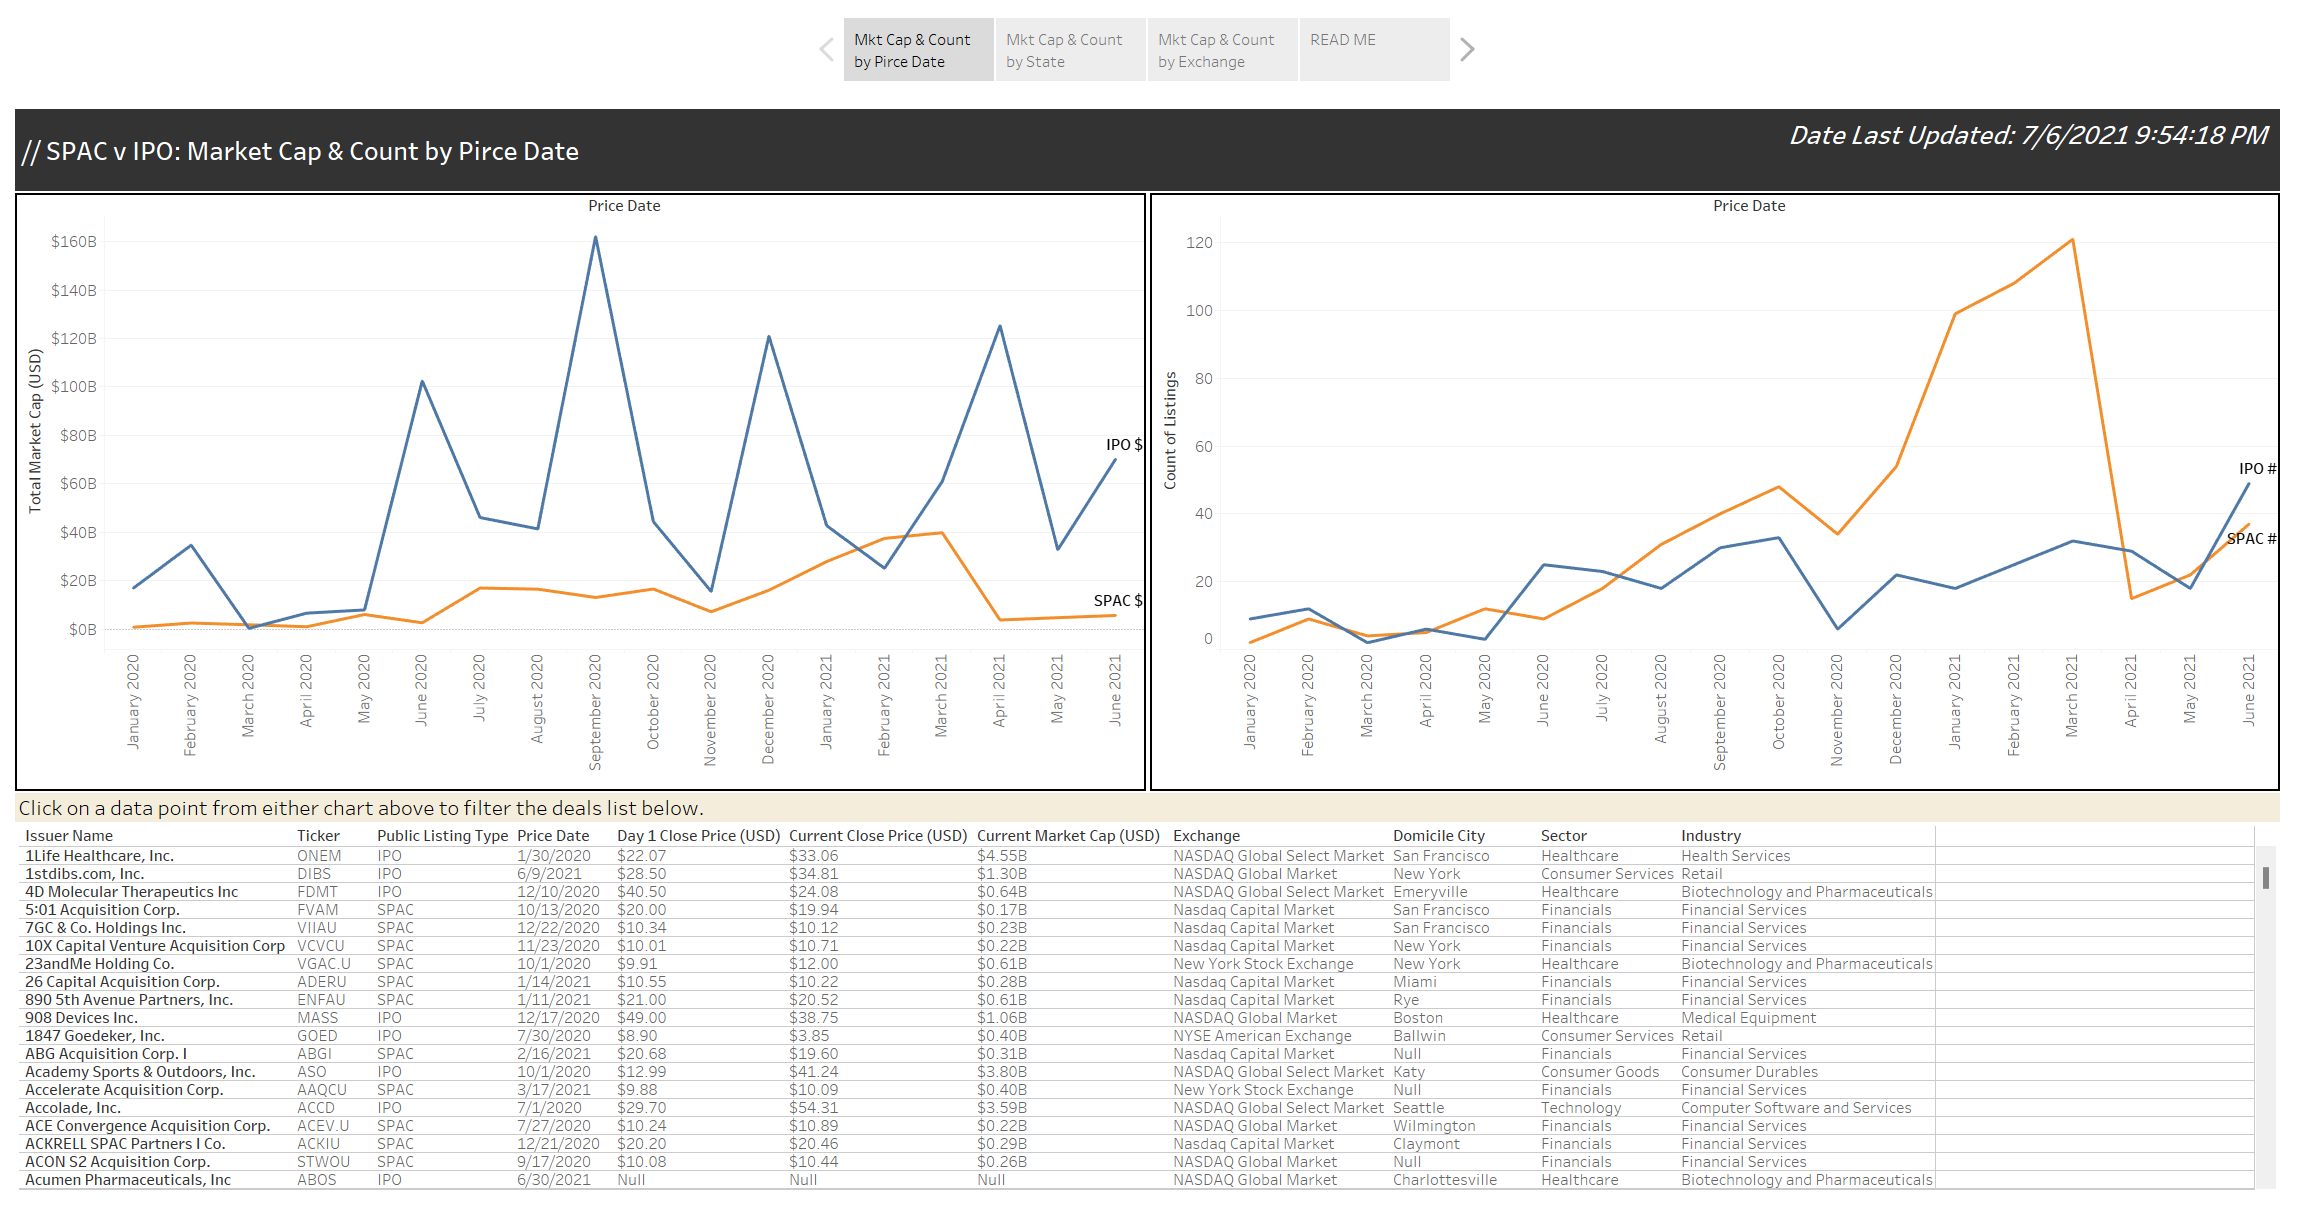 Mkt Cap & Count by Pirce Date
Mkt Cap & Count by State
Mkt Cap & Count by Exchange
READ ME
// SPAC v IPO: Market Cap & Count by Pirce Date
Date Last Updated: 7/6/2021 9:54:18 PM
Price Date
Total Market Cap (USD)
$160B
$140B
$120B
$100B
$80B
$60B
$40B
$20B
$0B
IPO $
SPAC $
January 2020
February 2020
March 2020
April 2020
May 2020
June 2020
July 2020
August 2020
September 2020
October 2020
November 2020
December 2020
January 2021
February 2021
March 2021
April 2021
May 2021
June 2021
Price Date
Count of Listings
120
100
80
60
40
20
0
IPO #
SPAC #
January 2020
February 2020
March 2020
April 2020
May 2020
June 2020
July 2020
August 2020
September 2020
October 2020
November 2020
December 2020
January 2021
February 2021
March 2021
April 2021
May 2021
June 2021
Click on a data point from either chart above to filter the deals list below.
Issuer Name Ticker Public Listing Type Price Date Day 1 Close Price (USD) Current Close Price (USD) Current Market Cap (USD) Exchange Domicile City Sector Industry
1Life Healthcare, Inc. ONEM IPO 1/30/2020 $22.07 $33.06 $4.55B NASDAQ Global Select Market San Francisco Healthcare Health Services
1stdibs.com, Inc. DIBS IPO 6/9/2021 $28.50 $34.81 $1.30B NASDAQ Global Market New York Consumer Services Retail
4D Molecular Therapeutics Inc FDMT IPO 12/10/2020 $40.50 $24.08 $0.64B NASDAQ Global Select Market Emeryville Healthcare Biotechnology and Pharmaceuticals
5:01 Acquisition Corp. FVAM SPAC 10/13/2020 $20.00 $19.94 $0.17B Nasdaq Capital Market San Francisco Financials Financial Services
7GC & Co. Holdings Inc. VIIAU SPAC 12/22/2020 $10.34 $10.12 $0.23B Nasdaq Capital Market San Francisco Financials Financial Services
10X Capital Venture Acquisition Corp VCVCU SPAC 11/23/2020 $10.01 $10.71 $0.22B Nasdaq Capital Market New York Financials Financial Services
23andMe Holding Co. VGAC.U SPAC 10/1/2020 $9.91 $12.00 $0.61B New York Stock Exchange New York Healthcare Biotechnology and Pharmaceuticals
26 Capital Acquisition Corp. ADERU SPAC 1/14/2021 $10.55 $10.22 $0.28B Nasdaq Capital Market Miami Financials Financial Services
890 5th Avenue Partners, Inc. ENFAU SPAC 1/11/2021 $21.00 $20.52 $0.61B Nasdaq Capital Market Rye Financials Financial Services
908 Devices Inc. MASS IPO 12/17/2020 $49.00 $38.75 $1.06B NASDAQ Global Market Boston Healthcare Medical Equipment
1847 Goedeker, Inc. GOED IPO 7/30/2020 $8.90 $3.85 $0.40B NYSE American Exchange Ballwin Consumer Services Retail
ABG Acquisition Corp. I ABGI SPAC 2/16/2021 $20.68 $19.60 $0.31B Nasdaq Capital Market Null Financials Financial Services
Academy Sports & Outdoors, Inc. ASO IPO 10/1/2020 $12.99 $41.24 $3.80B NASDAQ Global Select Market Katy Consumer Goods Consumer Durables
Accelerate Acquisition Corp. AAQCU SPAC 3/17/2021 $9.88 $10.09 $0.40B New York Stock Exchange Null Financials Financial Services
Accolade, Inc. ACCD IPO 7/1/2020 $29.70 $54.31 $3.59B NASDAQ Global Select Market Seattle Technology Computer Software and Services
ACE Convergence Acquisition Corp. ACEV.U SPAC 7/27/2020 $10.24 $10.89 $0.22B NASDAQ Global Market Wilmington Financials Financial Services
ACKRELL SPAC Partners I Co. ACKIU SPAC 12/21/2020 $20.20 $20.46 $0.29B Nasdaq Capital Market Claymont Financials Financial Services
ACON S2 Acquisition Corp. STWOU SPAC 9/17/2020 $10.08 $10.44 $0.26B NASDAQ Global Market Null Financials Financial Services
Acumen Pharmaceuticals, Inc ABOS IPO 6/30/2021 Null Null Null NASDAQ Global Market Charlottesville Healthcare Biotechnology and Pharmaceuticals